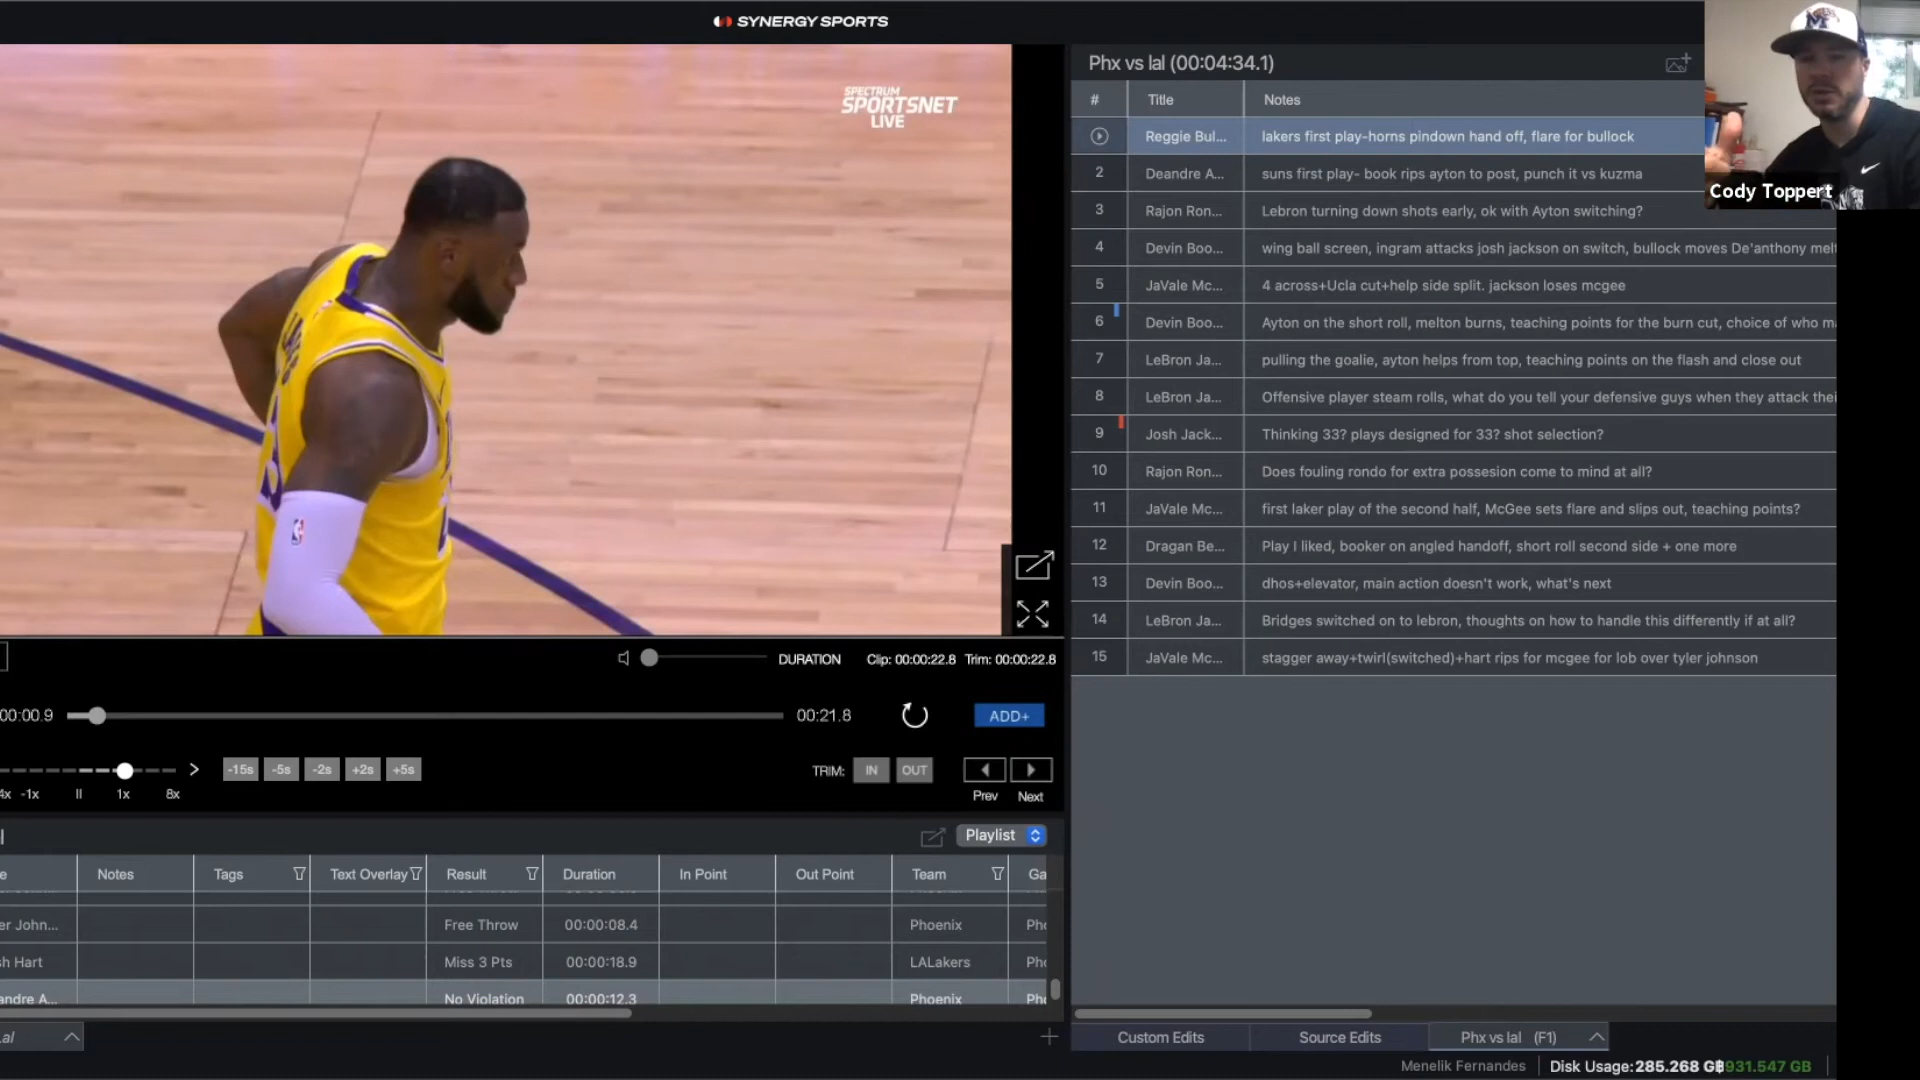 SYNERGY SPORTS
SPECTRUM
SPORTSNET
LIVE
Phx vs lal (00:04:34.1)
# Title Notes
Reggie Bul... lakers first play-horns pindown hand off, flare for bullock
2 Deandre A... suns first play- book rips ayton to post, punch it vs kuzma
3 Rajon Ron... Lebron turning down shots early, ok with Ayton switching?
4 Devin Boo... wing ball screen, ingram attacks josh jackson on switch, bullock moves De'anthony melt
5 JaVale Mc... 4 across+Ucla cut+help side split. jackson loses mcgee
6 Devin Boo... Ayton on the short roll, melton burns, teaching points for the burn cut, choice of who ma
7 LeBron Ja... pulling the goalie, ayton helps from top, teaching points on the flash and close out
8 LeBron Ja... Offensive player steam rolls, what do you tell your defensive guys when they attack thei
9 Josh Jack... Thinking 33? plays designed for 33? shot selection?
10 Rajon Ron... Does fouling rondo for extra possesion come to mind at all?
11 JaVale Mc... first laker play of the second half, McGee sets flare and slips out, teaching points?
12 Dragan Be... Play I liked, booker on angled handoff, short roll second side + one more
13 Devin Boo... dhos+elevator, main action doesn't work, what's next
14 LeBron Ja... Bridges switched on to lebron, thoughts on how to handle this differently if at all?
15 JaVale Mc... stagger away+twirl(switched)+hart rips for mcgee for lob over tyler johnson
Cody Toppert
DURATION Clip: 00:00:22.8 Trim: 00:00:22.8
00:00.9 00:21.8 ADD+
-15s -5s -2s +2s +5s TRIM: IN OUT
4x -1x II 1x 8x Prev Next
l Playlist
e Notes Tags Text Overlay Result Duration In Point Out Point Team Ga
er John... Free Throw 00:00:08.4 Phoenix Pho
sh Hart Miss 3 Pts 00:00:18.9 LALakers Pho
andre A... No Violation 00:00:12.3 Phoenix Pho
.al
Custom Edits Source Edits Phx vs lal (F1)
Menelik Fernandes Disk Usage:285.268 GB 931.547 GB